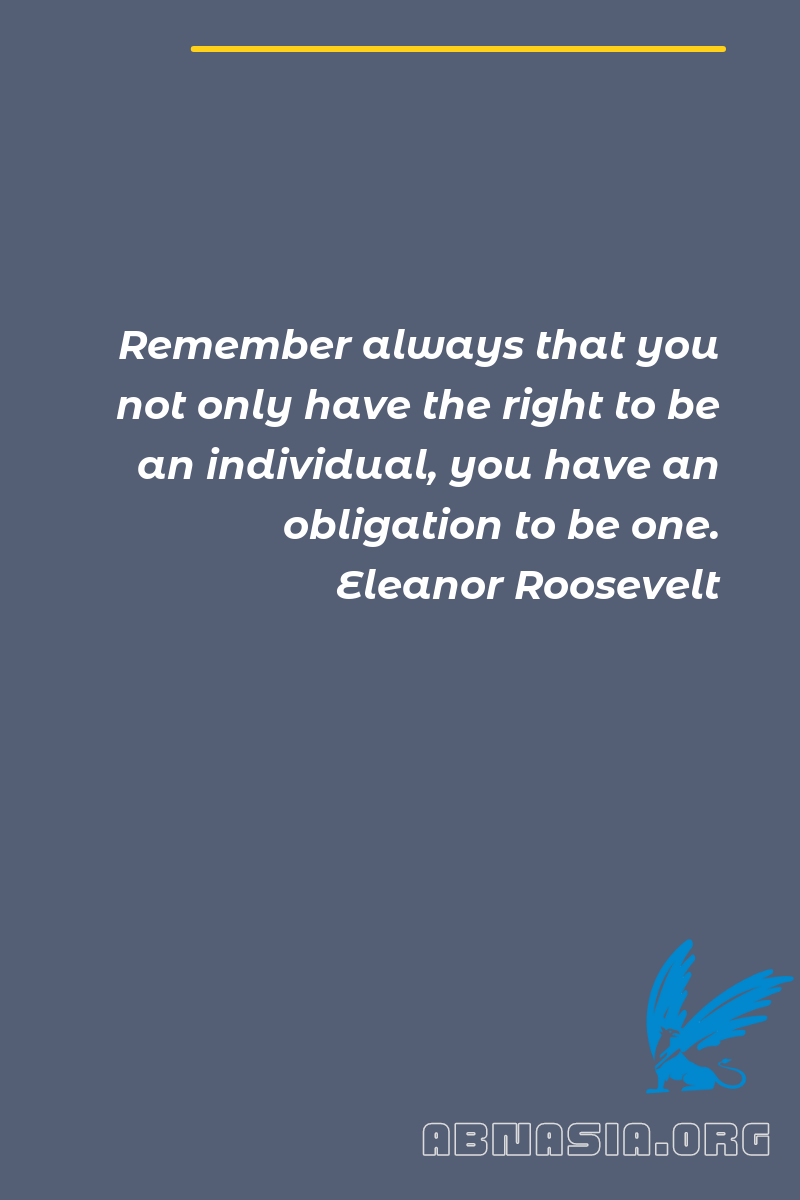 Remember always that you
not only have the right to be
an individual, you have an
obligation to be one.
Eleanor Roosevelt
ABNASIA.ORG